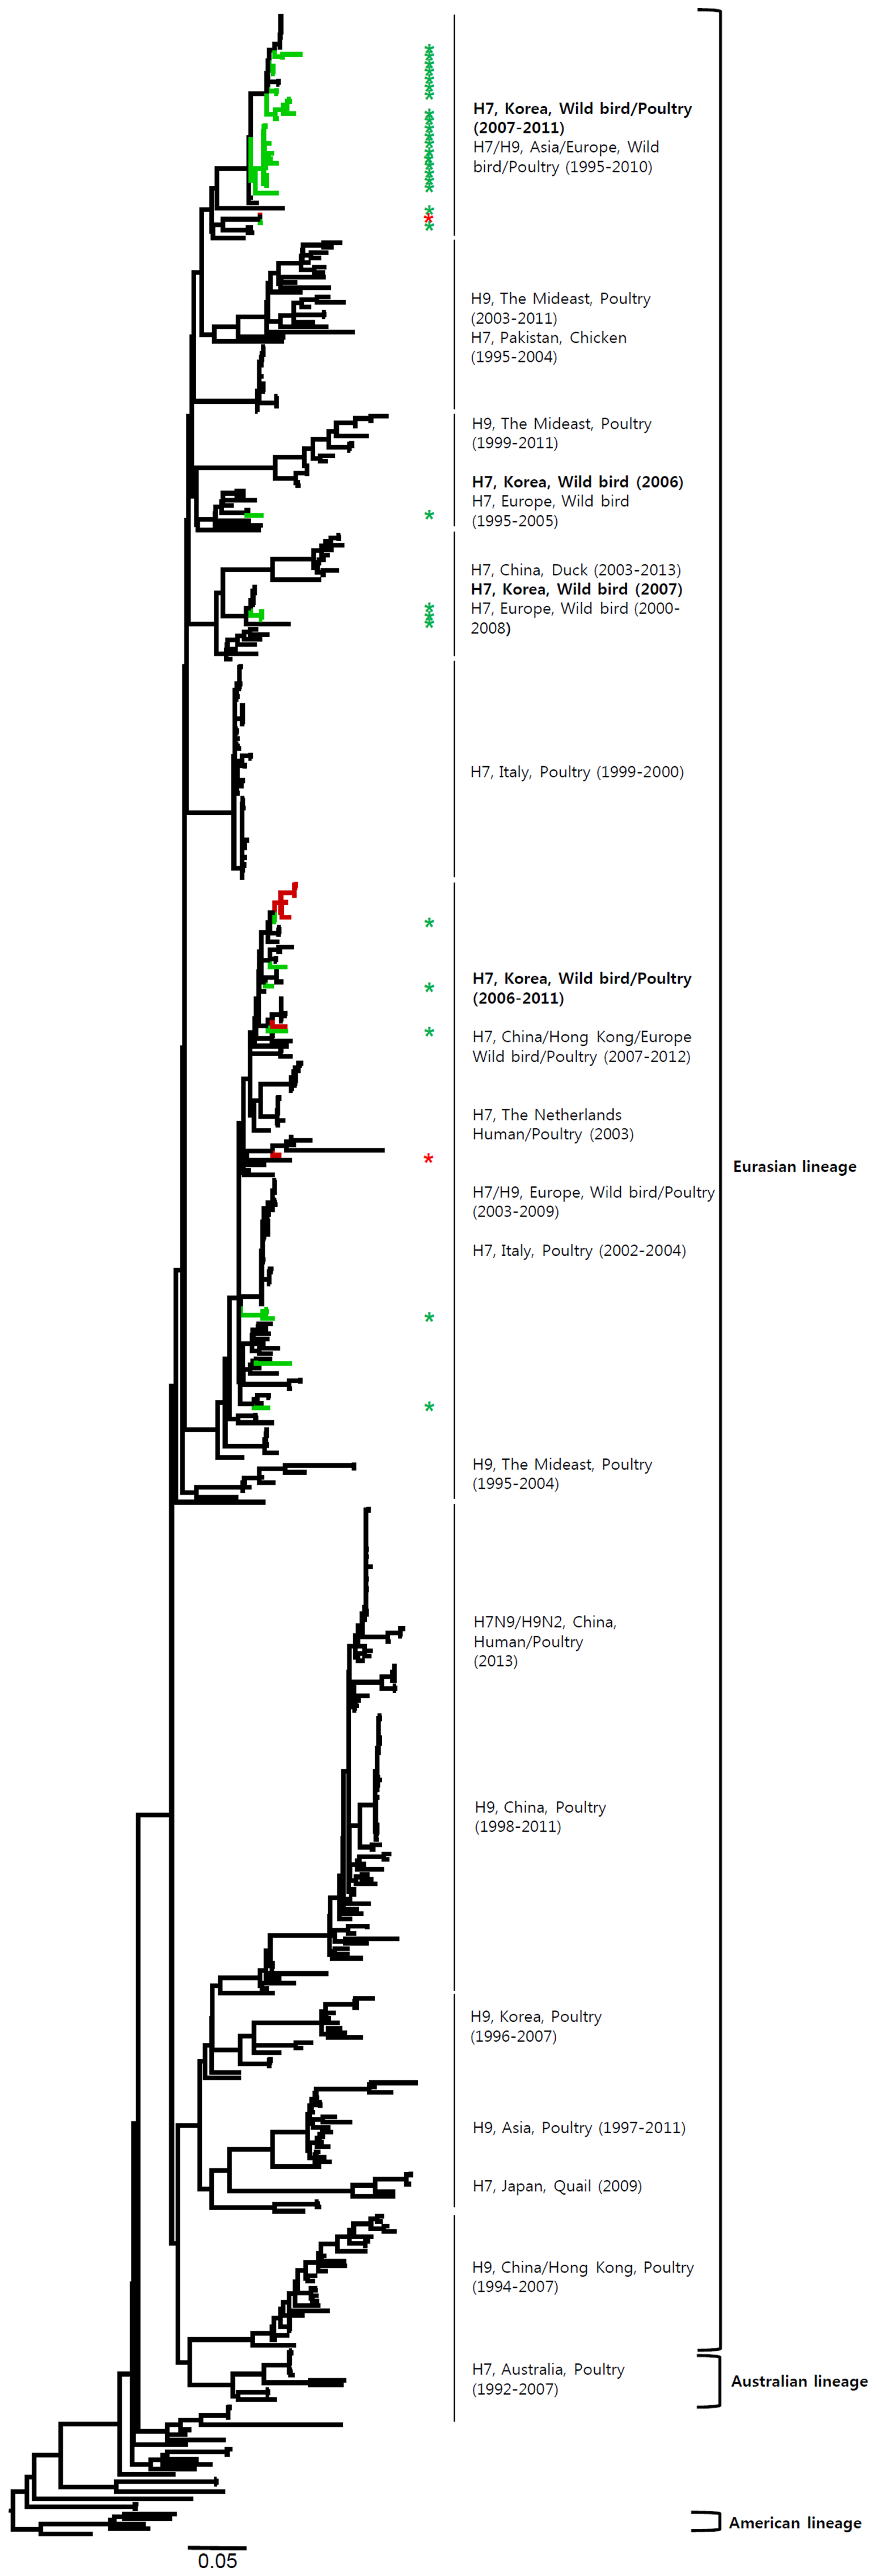 H7, Korea, Wild bird/Poultry
(2007-2011)
H7/H9, Asia/Europe, Wild
bird/Poultry (1995-2010)
H9, The Mideast, Poultry
(2003-2011)
H7, Pakistan, Chicken
(1995-2004)
H9, The Mideast, Poultry
(1999-2011)
H7, Korea, Wild bird (2006)
H7, Europe, Wild bird
(1995-2005)
H7, China, Duck (2003-2013)
H7, Korea, Wild bird (2007)
H7, Europe, Wild bird (2000-
2008)
H7, Italy, Poultry (1999-2000)
H7, Korea, Wild bird/Poultry
(2006-2011)
H7, China/Hong Kong/Europe
Wild bird/Poultry (2007-2012)
H7, The Netherlands
Human/Poultry (2003)
Eurasian lineage
H7/H9, Europe, Wild bird/Poultry
(2003-2009)
H7, Italy, Poultry (2002-2004)
H9, The Mideast, Poultry
(1995-2004)
H7N9/H9N2, China,
Human/Poultry
(2013)
H9, China, Poultry
(1998-2011)
H9, Korea, Poultry
(1996-2007)
H9, Asia, Poultry (1997-2011)
H7, Japan, Quail (2009)
H9, China/Hong Kong, Poultry
(1994-2007)
H7, Australia, Poultry
(1992-2007)
Australian lineage
American lineage
0.05